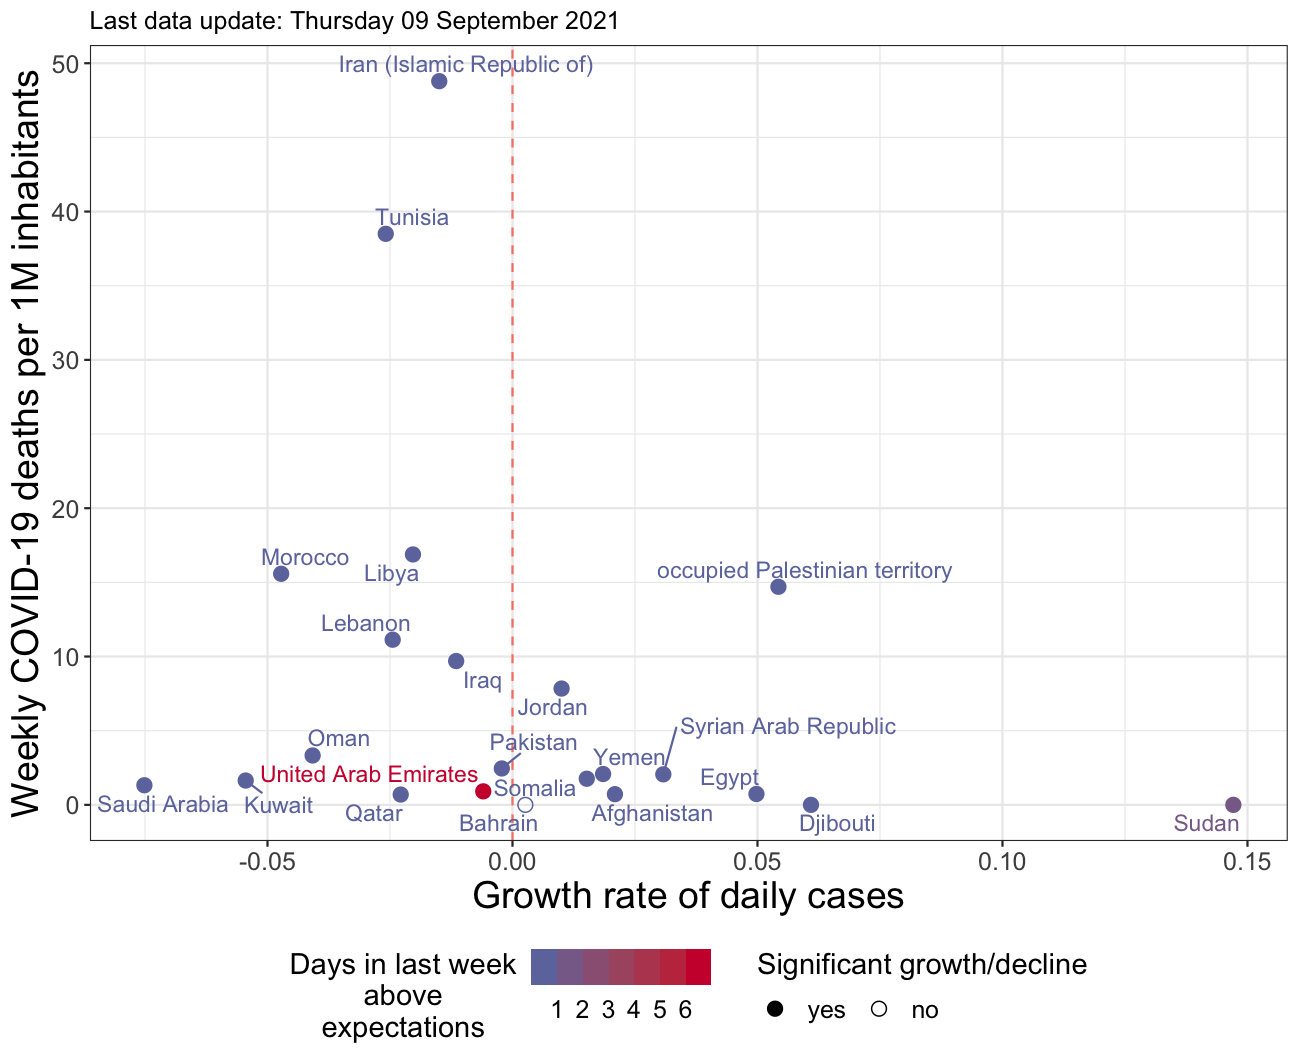 Last data update: Thursday 09 September 2021
Weekly COVID-19 deaths per 1M inhabitants
50
40
30
20
10
0
Iran (Islamic Republic of)
Tunisia
Morocco
Libya
occupied Palestinian territory
Lebanon
Iraq
Jordan
Syrian Arab Republic
Oman
Pakistan
Yemen
United Arab Emirates
Egypt
Somalia
Saudi Arabia
Kuwait
Qatar
Afghanistan
Bahrain
Djibouti
Sudan
-0.05 0.00 0.05 0.10 0.15
Growth rate of daily cases
Days in last week
above
expectations
1 2 3 4 5 6
Significant growth/decline
yes no